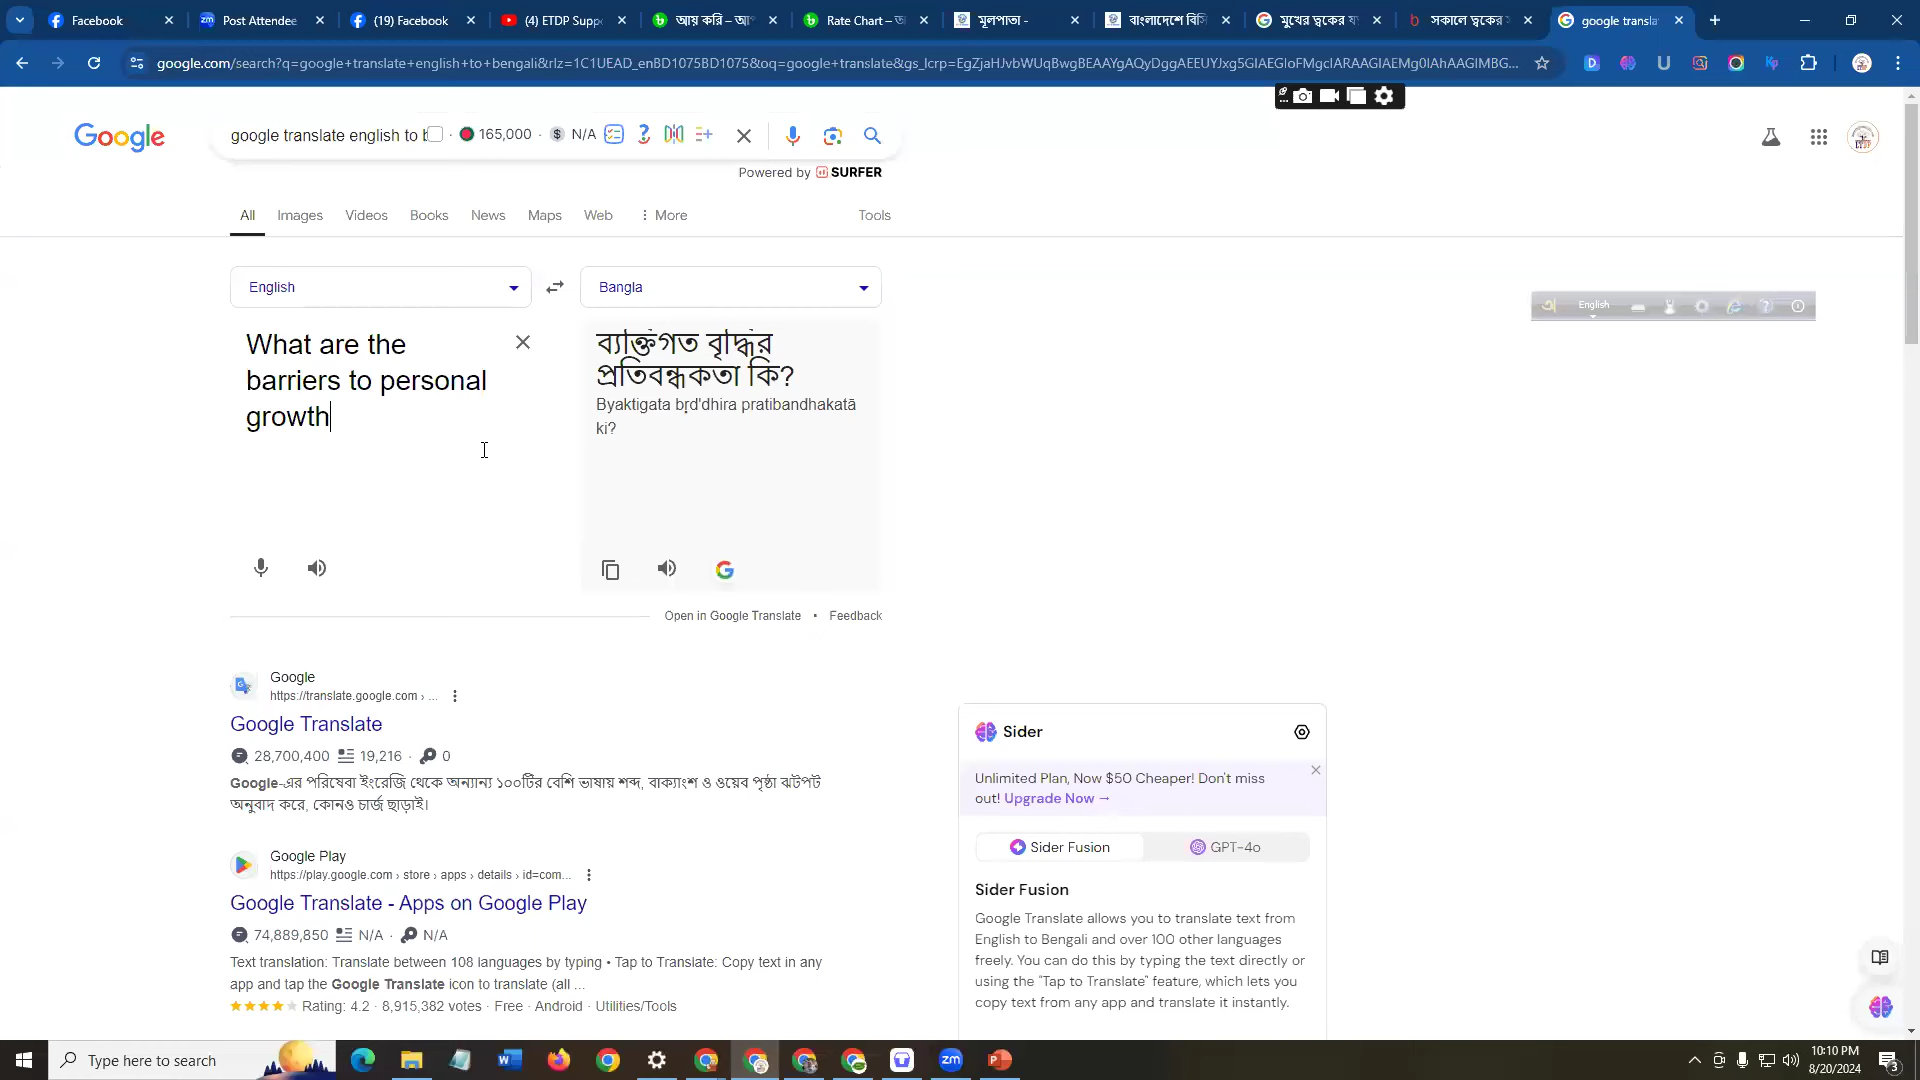 Facebook
Post Attendee
(19) Facebook
(4) ETDP Supp
আয় করি – আ
Rate Chart –
মূলপাতা -
বাংলাদেশে বি
মুখের ত্বকের য
সকালে ত্বকের
google transla
google.com/search?q=google+translate+english+to+bengali&rlz=1C1UEAD_enBD1075BD1075&oq=google+translate&gs_lcrp=
Google
google translate english to b
165,000 · N/A
Powered by SURFER
All
Images
Videos
Books
News
Maps
Web
More
Tools
English
Bangla
English
What are the
barriers to personal
growth
ব্যক্তিগত বৃদ্ধির
প্রতিবন্ধকতা কি?
Byaktigata br̥d'dhira pratibandhakatā
ki?
Open in Google Translate • Feedback
Google
https://translate.google.com › ...
Google Translate
28,700,400 19,216 · 0
Google-এর পরিষেবা ইংরেজি থেকে অন্যান্য ১০০টির বেশি ভাষায় শব্দ, বাক্যাংশ ও ওয়েব পৃষ্ঠা ঝটপট
অনুবাদ করে, কোনও চার্জ ছাড়াই।
Google Play
https://play.google.com › store › apps › details › id=com...
Google Translate - Apps on Google Play
74,889,850 N/A · N/A
Text translation: Translate between 108 languages by typing • Tap to Translate: Copy text in any
app and tap the Google Translate icon to translate (all ...
Rating: 4.2 · 8,915,382 votes · Free · Android · Utilities/Tools
Sider
Unlimited Plan, Now $50 Cheaper! Don't miss
out! Upgrade Now →
Sider Fusion
GPT-4o
Sider Fusion
Google Translate allows you to translate text from
English to Bengali and over 100 other languages
freely. You can do this by typing the text directly or
using the "Tap to Translate" feature, which lets you
copy text from any app and translate it instantly.
Type here to search
10:10 PM
8/20/2024
3